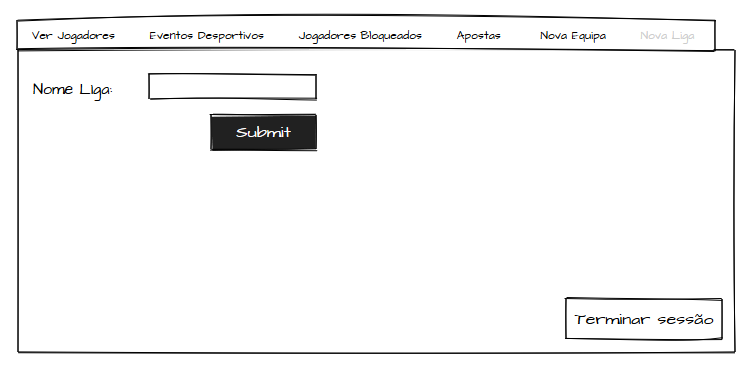 Ver Jogadores Eventos Desportivos Jogadores Bloqueados Apostas Nova Equipa Nova Liga
Nome Liga:
Submit
Terminar sessão